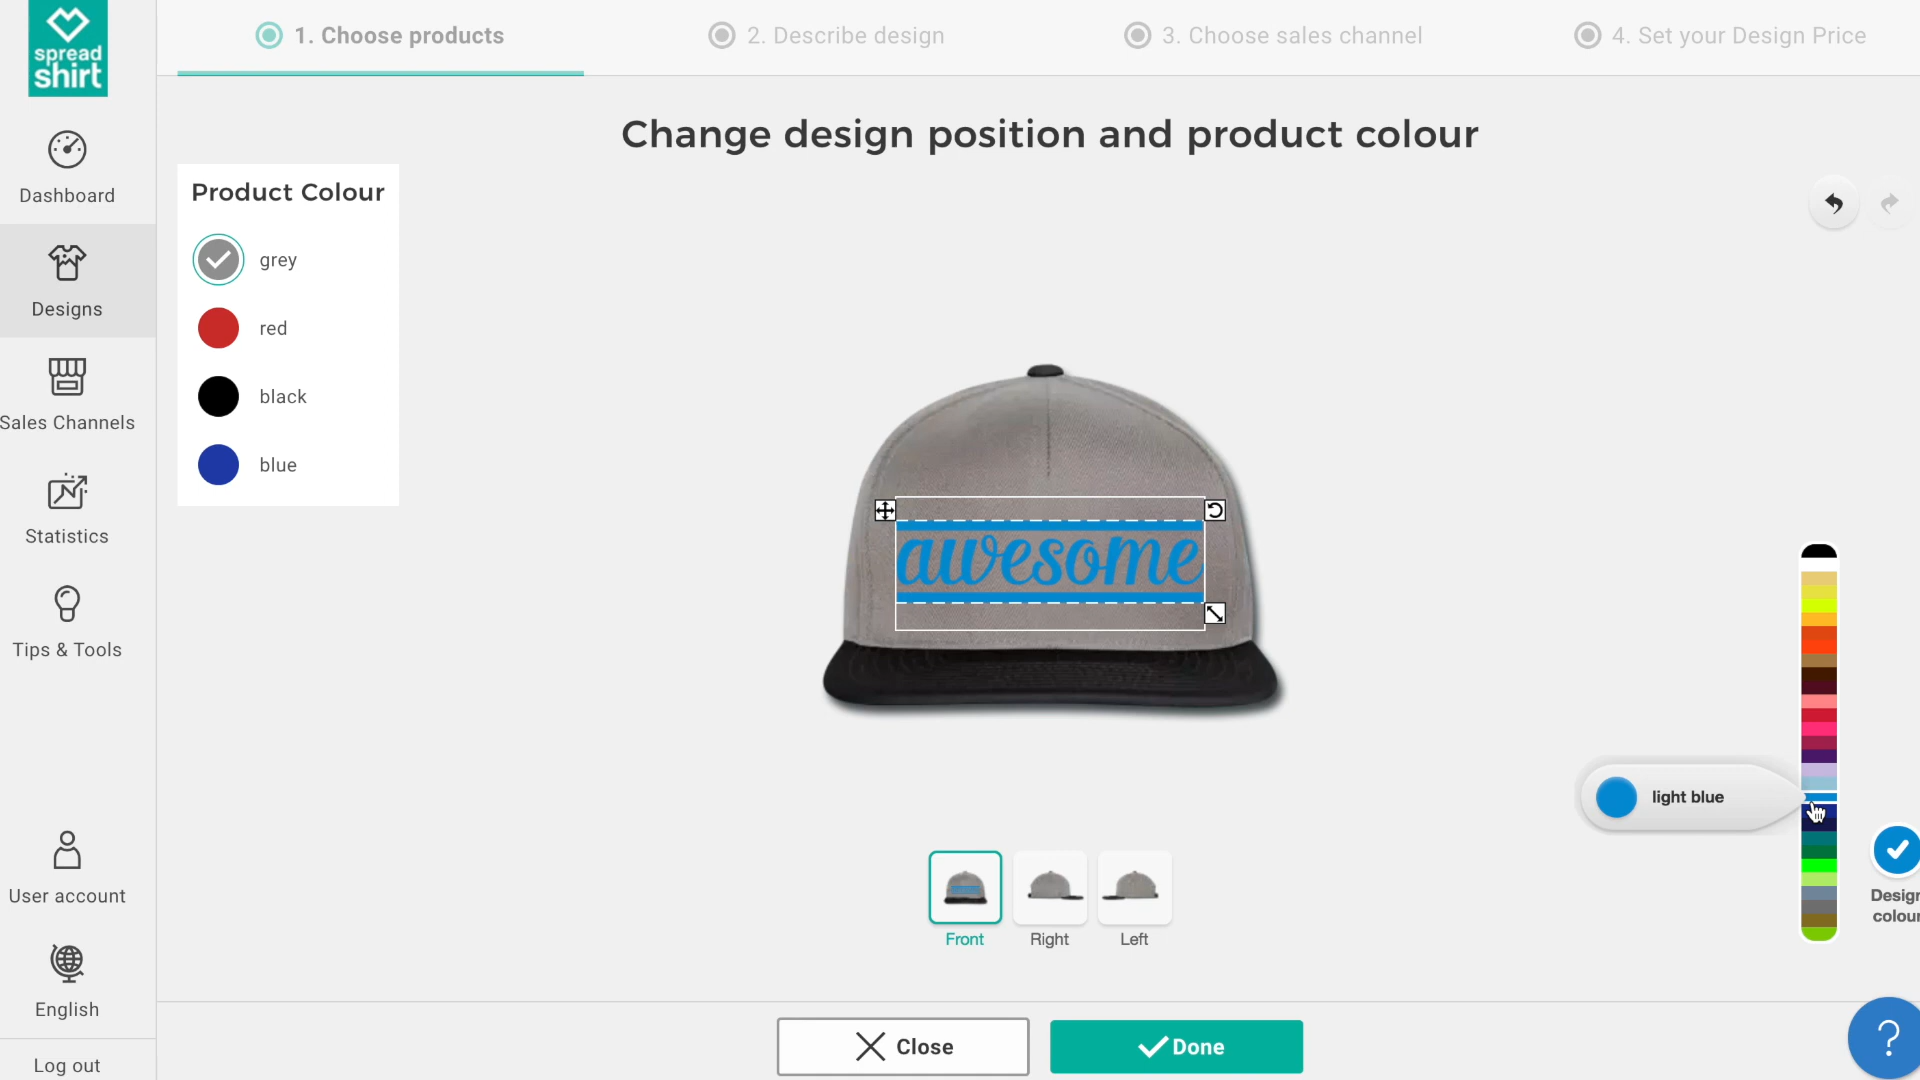 spread
shirt
1. Choose products
2. Describe design
3. Choose sales channel
4. Set your Design Price
Dashboard
Designs
Sales Channels
Statistics
Tips & Tools
User account
English
Log out
Change design position and product colour
Product Colour
grey
red
black
blue
awesome
light blue
Design
colour
Front
Right
Left
Close
Done
?